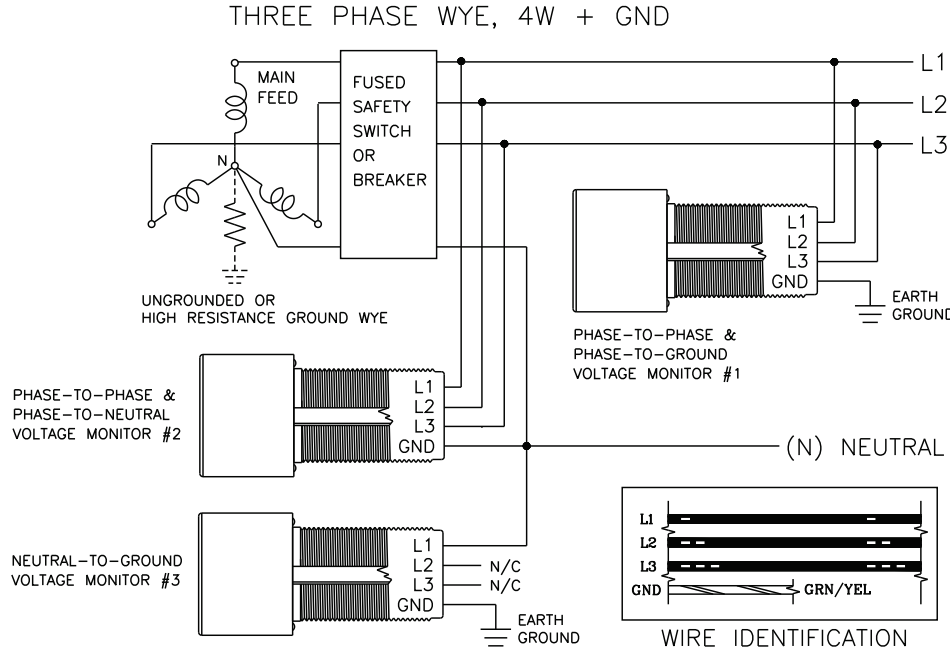 THREE PHASE WYE, 4W + GND
MAIN
FEED
FUSED
SAFETY
SWITCH
OR
BREAKER
L1
L2
L3
N
UNGROUNDED OR
HIGH RESISTANCE GROUND WYE
L1
L2
L3
GND
EARTH
GROUND
PHASE-TO-PHASE &
PHASE-TO-GROUND
VOLTAGE MONITOR #1
PHASE-TO-PHASE &
PHASE-TO-NEUTRAL
VOLTAGE MONITOR #2
L1
L2
L3
GND
(N) NEUTRAL
NEUTRAL-TO-GROUND
VOLTAGE MONITOR #3
L1
L2 N/C
L3 N/C
GND
EARTH
GROUND
L1
L2
L3
GND GRN/YEL
WIRE IDENTIFICATION